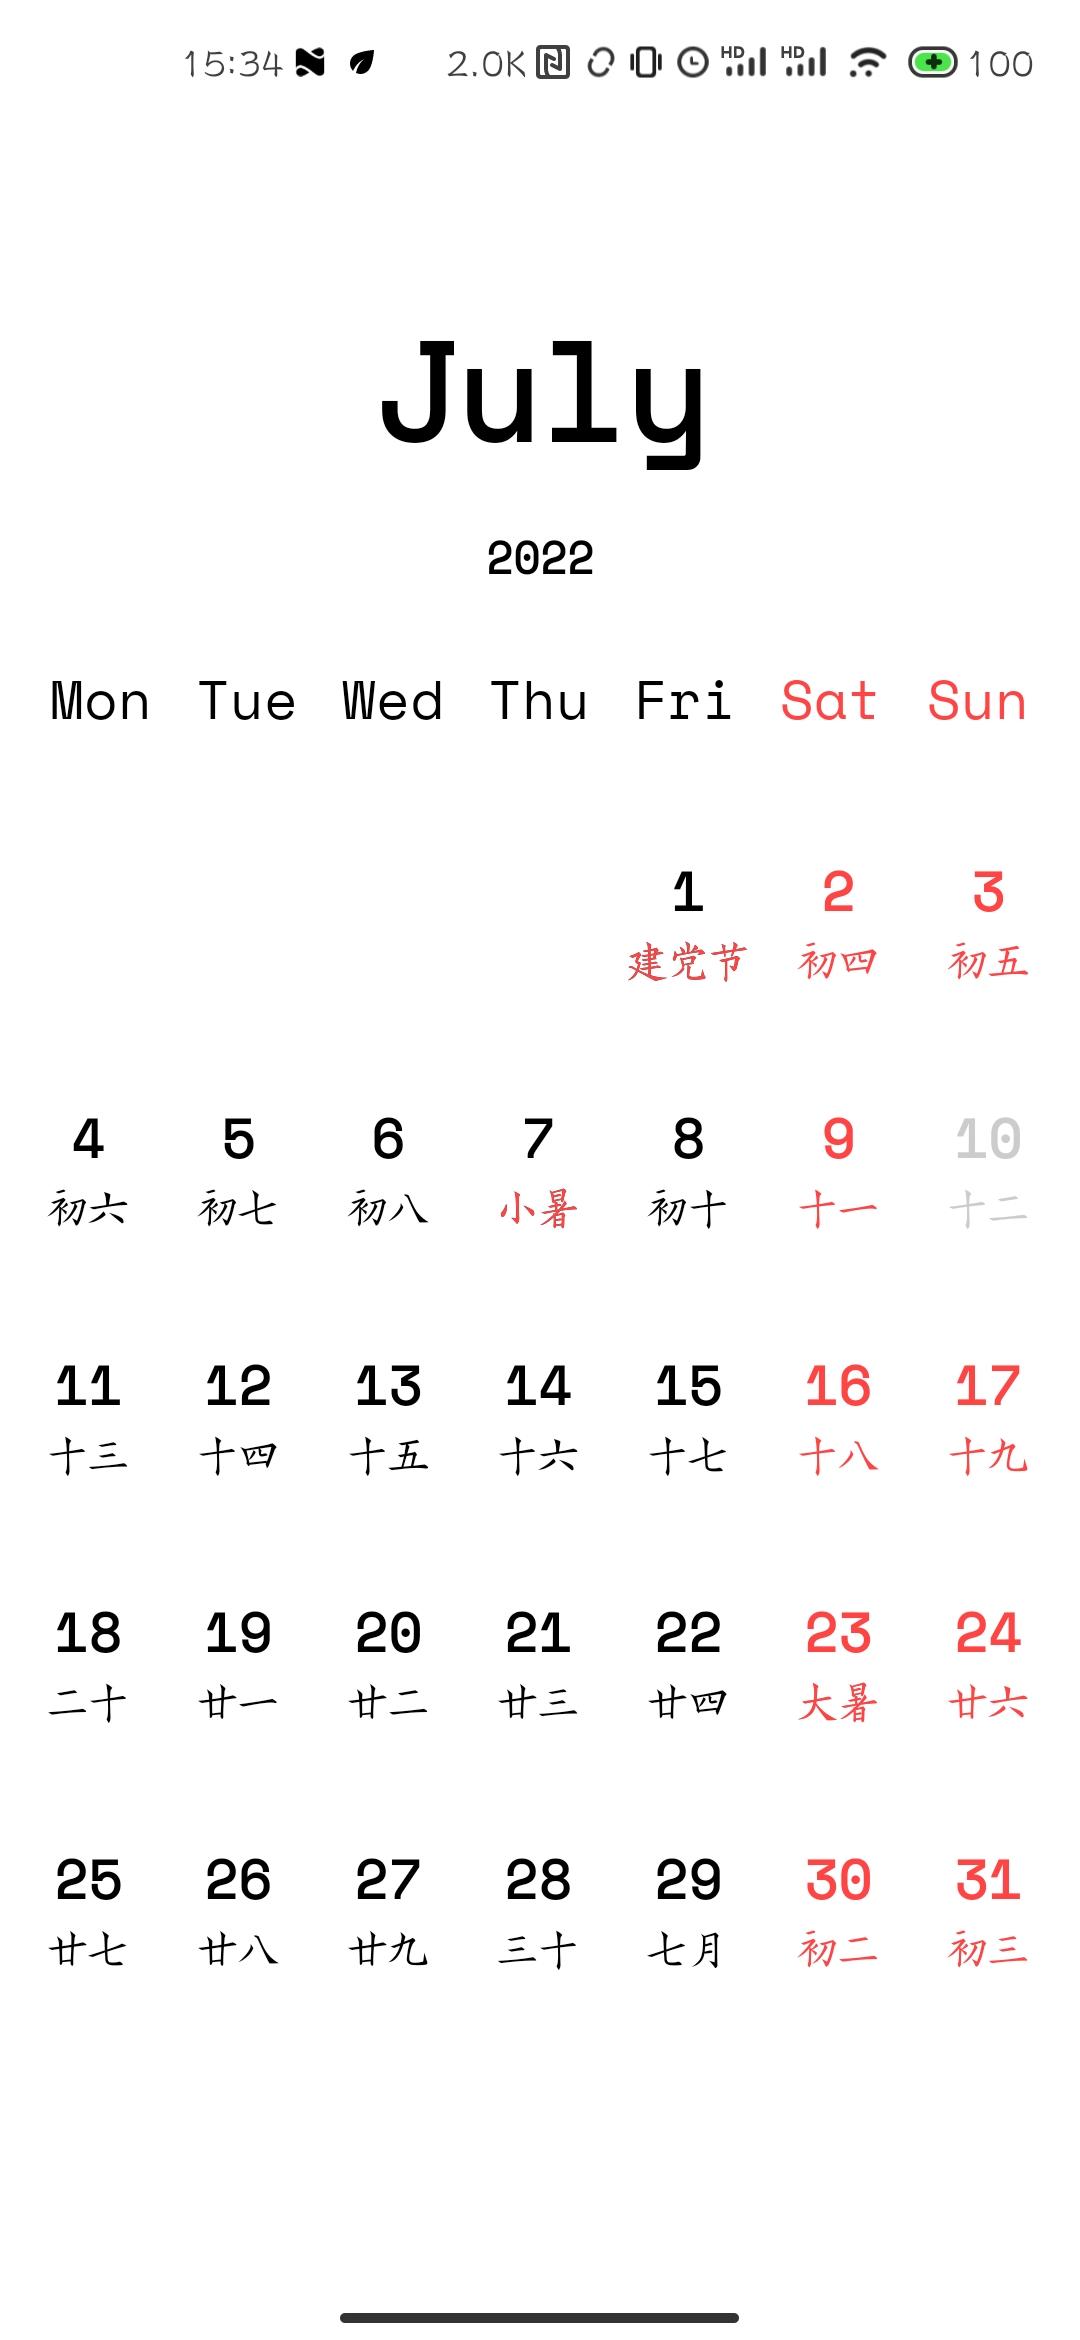 15:34 2.0K HD HD 100
July
2022
Mon Tue Wed Thu Fri Sat Sun
1 2 3
建党节 初四 初五
4 5 6 7 8 9 10
初六 初七 初八 小暑 初十 十一 十二
11 12 13 14 15 16 17
十三 十四 十五 十六 十七 十八 十九
18 19 20 21 22 23 24
二十 廿一 廿二 廿三 廿四 大暑 廿六
25 26 27 28 29 30 31
廿七 廿八 廿九 三十 七月 初二 初三